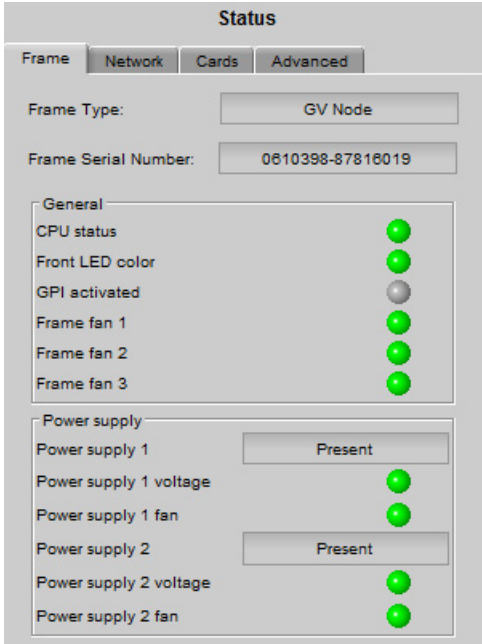 Status
Frame Network Cards Advanced
Frame Type: GV Node
Frame Serial Number: 0610398-87816019
General
CPU status
Front LED color
GPI activated
Frame fan 1
Frame fan 2
Frame fan 3
Power supply
Power supply 1 Present
Power supply 1 voltage
Power supply 1 fan
Power supply 2 Present
Power supply 2 voltage
Power supply 2 fan